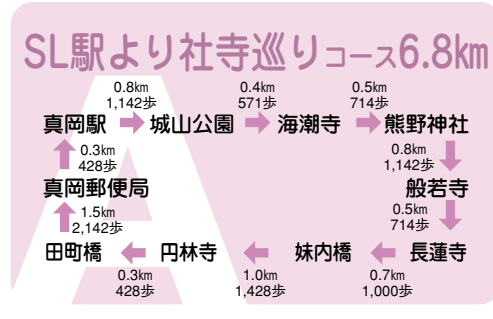 SL駅より社寺巡りコース6.8km
0.8km 0.4km 0.5km
1,142歩 571歩 714歩
真岡駅 城山公園 海潮寺 熊野神社
0.3km 0.8km
428歩 1,142歩
真岡郵便局 般若寺
1.5km 0.5km
2,142歩 714歩
田町橋 円林寺 妹内橋 長蓮寺
0.3km 1.0km 0.7km
428歩 1,428歩 1,000歩
A